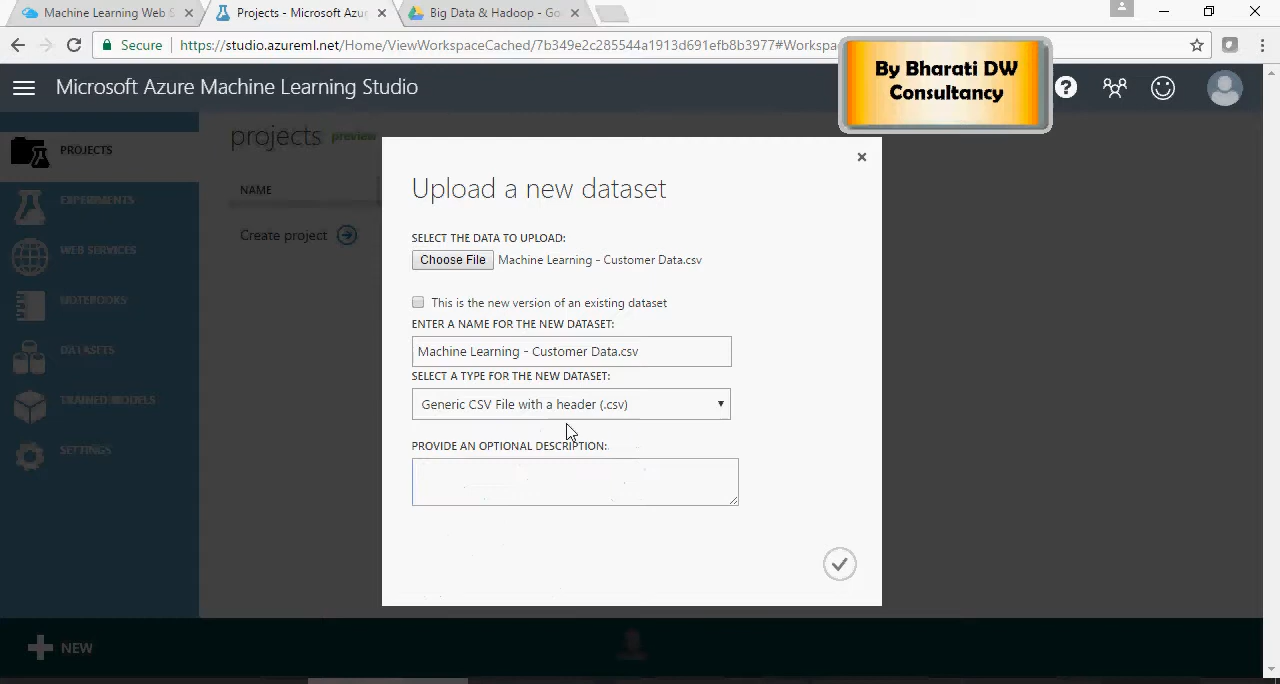 Machine Learning Web S
Projects - Microsoft Azu
Big Data & Hadoop - Go
Secure
https://studio.azureml.net/Home/ViewWorkspaceCached/7b349e2c285544a1913d691efb8b3977#Workspa
By Bharati DW
Consultancy
Microsoft Azure Machine Learning Studio
?
PROJECTS
EXPERIMENTS
WEB SERVICES
NOTEBOOKS
DATASETS
TRAINED MODELS
SETTINGS
projects preview
NAME
Create project
Upload a new dataset
SELECT THE DATA TO UPLOAD:
Choose File Machine Learning - Customer Data.csv
This is the new version of an existing dataset
ENTER A NAME FOR THE NEW DATASET:
Machine Learning - Customer Data.csv
SELECT A TYPE FOR THE NEW DATASET:
Generic CSV File with a header (.csv)
PROVIDE AN OPTIONAL DESCRIPTION:
NEW